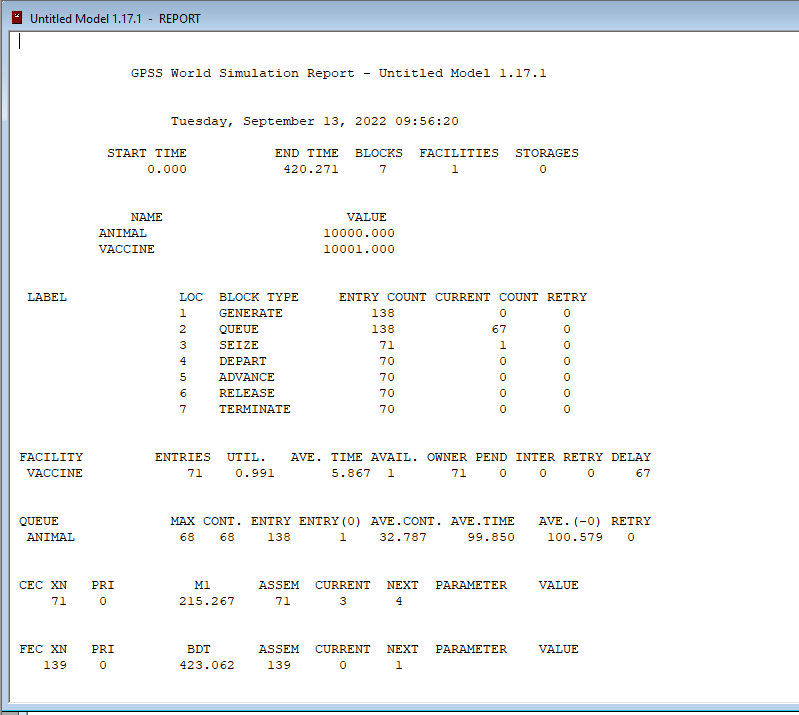 Untitled Model 1.17.1 - REPORT
GPSS World Simulation Report - Untitled Model 1.17.1
Tuesday, September 13, 2022 09:56:20
START TIME END TIME BLOCKS FACILITIES STORAGES
0.000 420.271 7 1 0
NAME VALUE
ANIMAL 10000.000
VACCINE 10001.000
LABEL LOC BLOCK TYPE ENTRY COUNT CURRENT COUNT RETRY
1 GENERATE 138 0 0
2 QUEUE 138 67 0
3 SEIZE 71 1 0
4 DEPART 70 0 0
5 ADVANCE 70 0 0
6 RELEASE 70 0 0
7 TERMINATE 70 0 0
FACILITY ENTRIES UTIL. AVE. TIME AVAIL. OWNER PEND INTER RETRY DELAY
VACCINE 71 0.991 5.867 1 71 0 0 0 67
QUEUE MAX CONT. ENTRY ENTRY(0) AVE.CONT. AVE.TIME AVE.(-0) RETRY
ANIMAL 68 68 138 1 32.787 99.850 100.579 0
CEC XN PRI M1 ASSEM CURRENT NEXT PARAMETER VALUE
71 0 215.267 71 3 4
FEC XN PRI BDT ASSEM CURRENT NEXT PARAMETER VALUE
139 0 423.062 139 0 1